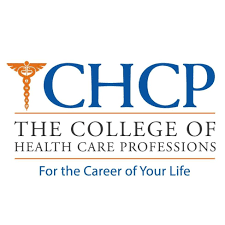 CHCP
THE COLLEGE OF
HEALTH CARE PROFESSIONS
For the Career of Your Life